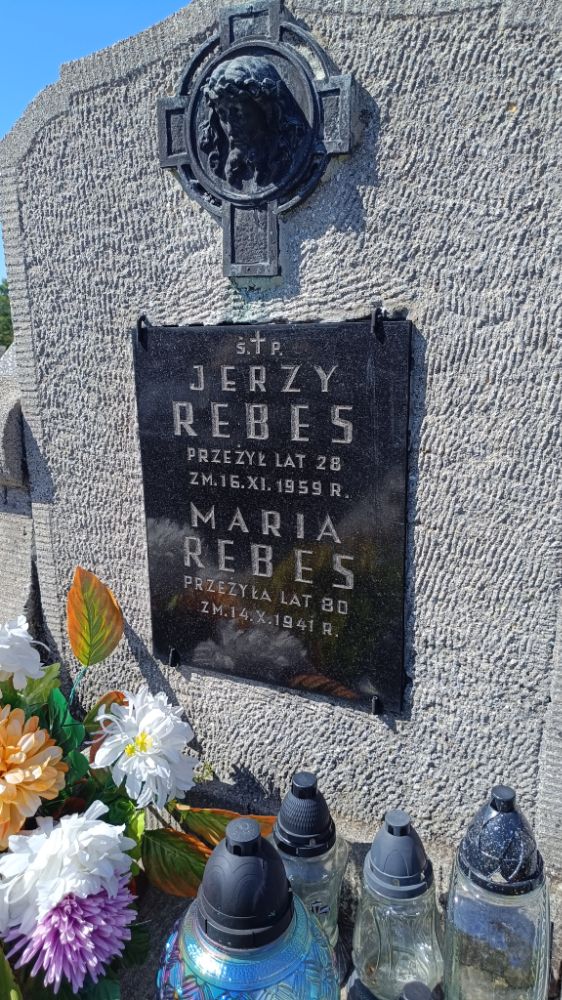 Ś. † P.
JERZY
REBES
PRZEŻYŁ LAT 28
ZM. 16.XI.1959 R.
MARIA
REBES
PRZEŻYŁA LAT 80
ZM. 14.X.1941 R.